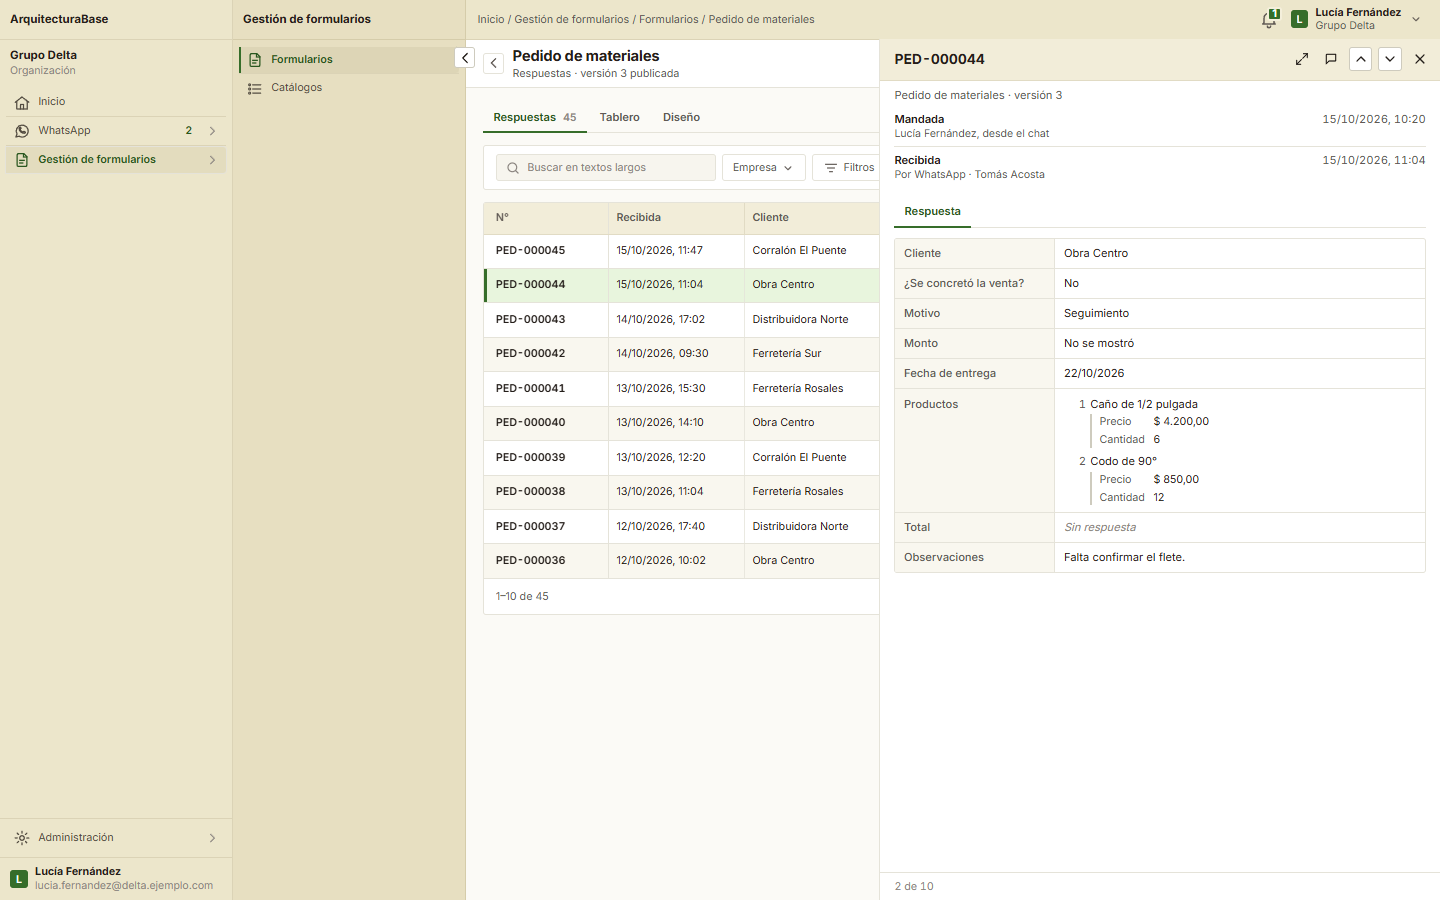 ArquitecturaBase
Grupo Delta
Organización
Inicio
WhatsApp 2
Gestión de formularios
Administración
L Lucía Fernández
lucia.fernandez@delta.ejemplo.com
Gestión de formularios
Formularios
Catálogos
Inicio / Gestión de formularios / Formularios / Pedido de materiales
1
L Lucía Fernández
Grupo Delta
Pedido de materiales
Respuestas · versión 3 publicada
Respuestas 45 Tablero Diseño
Buscar en textos largos Empresa Filtros
N° Recibida Cliente
PED-000045 15/10/2026, 11:47 Corralón El Puente
PED-000044 15/10/2026, 11:04 Obra Centro
PED-000043 14/10/2026, 17:02 Distribuidora Norte
PED-000042 14/10/2026, 09:30 Ferretería Sur
PED-000041 13/10/2026, 15:30 Ferretería Rosales
PED-000040 13/10/2026, 14:10 Obra Centro
PED-000039 13/10/2026, 12:20 Corralón El Puente
PED-000038 13/10/2026, 11:04 Ferretería Rosales
PED-000037 12/10/2026, 17:40 Distribuidora Norte
PED-000036 12/10/2026, 10:02 Obra Centro
1–10 de 45
PED-000044
Pedido de materiales · versión 3
Mandada 15/10/2026, 10:20
Lucía Fernández, desde el chat
Recibida 15/10/2026, 11:04
Por WhatsApp · Tomás Acosta
Respuesta
Cliente Obra Centro
¿Se concretó la venta? No
Motivo Seguimiento
Monto No se mostró
Fecha de entrega 22/10/2026
Productos 1 Caño de 1/2 pulgada
Precio $ 4.200,00
Cantidad 6
2 Codo de 90°
Precio $ 850,00
Cantidad 12
Total Sin respuesta
Observaciones Falta confirmar el flete.
2 de 10